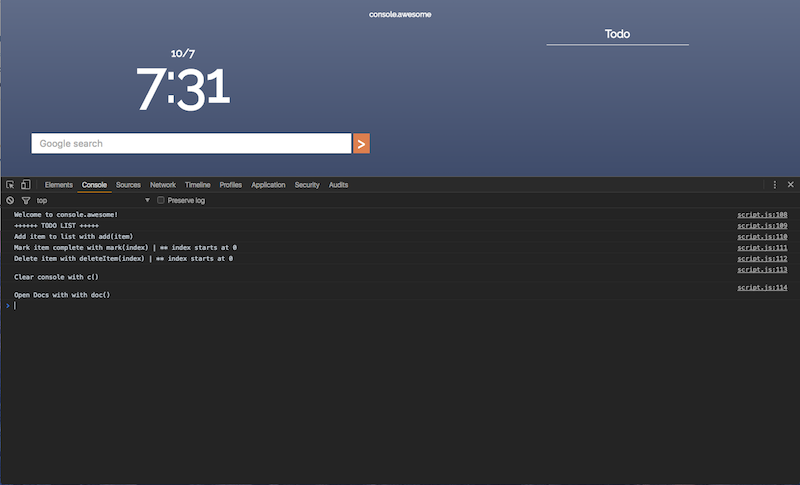 console.awesome
Todo
10/7
7:31
Google search >
Elements Console Sources Network Timeline Profiles Application Security Audits
top Preserve log
Welcome to console.awesome! script.js:108
++++++ TODO LIST +++++ script.js:109
Add item to list with add(item) script.js:110
Mark item complete with mark(index) | ** index starts at 0 script.js:111
Delete item with deleteItem(index) | ** index starts at 0 script.js:112
script.js:113
Clear console with c()
script.js:114
Open Docs with with doc()
>